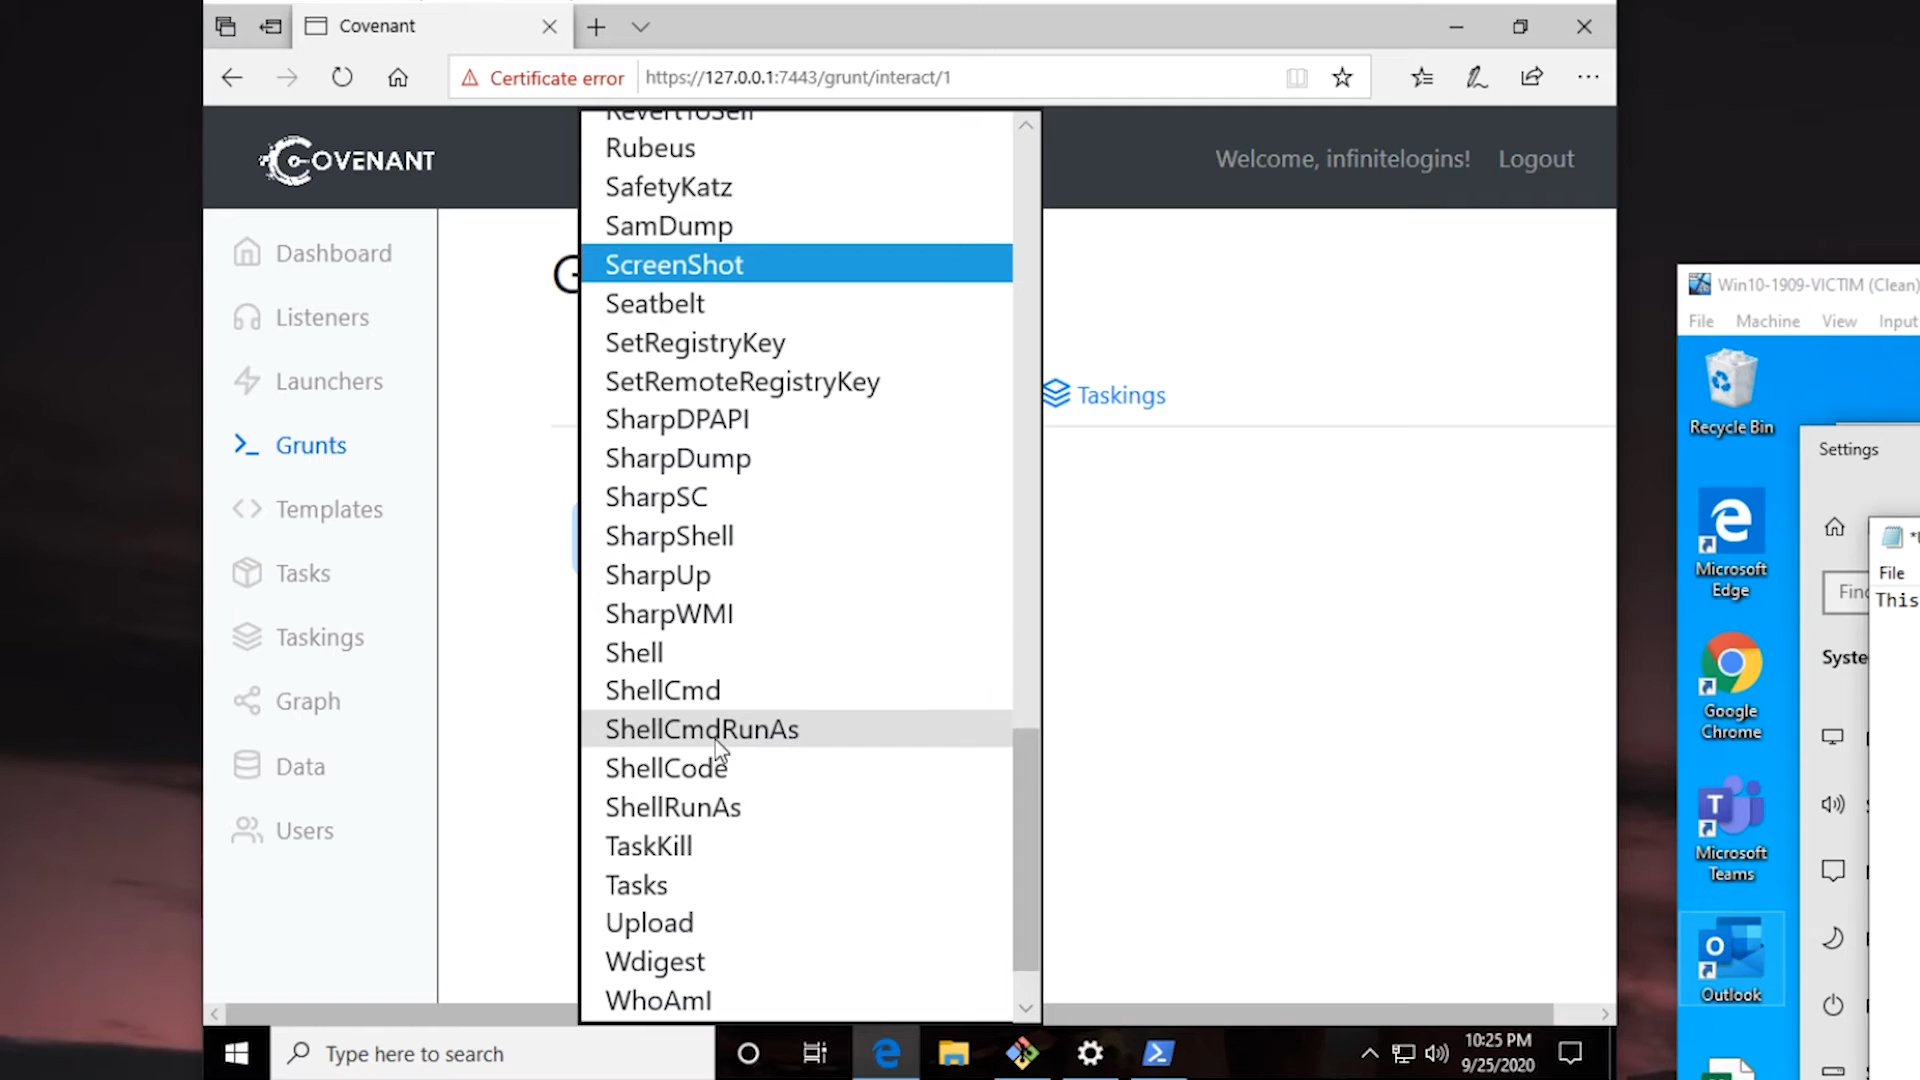 Covenant
Certificate error
https://127.0.0.1:7443/grunt/interact/1
COVENANT
Welcome, infinitelogins!
Logout
Dashboard
Listeners
Launchers
Grunts
Templates
Tasks
Taskings
Graph
Data
Users
G
RevertToSelf
Rubeus
SafetyKatz
SamDump
ScreenShot
Seatbelt
SetRegistryKey
SetRemoteRegistryKey
SharpDPAPI
SharpDump
SharpSC
SharpShell
SharpUp
SharpWMI
Shell
ShellCmd
ShellCmdRunAs
ShellCode
ShellRunAs
TaskKill
Tasks
Upload
Wdigest
WhoAmI
Taskings
Win10-1909-VICTIM (Clean)
File Machine View Input
Recycle Bin
Microsoft
Edge
Google
Chrome
Microsoft
Teams
Outlook
Settings
Find
Syste
File
This
Type here to search
10:25 PM
9/25/2020